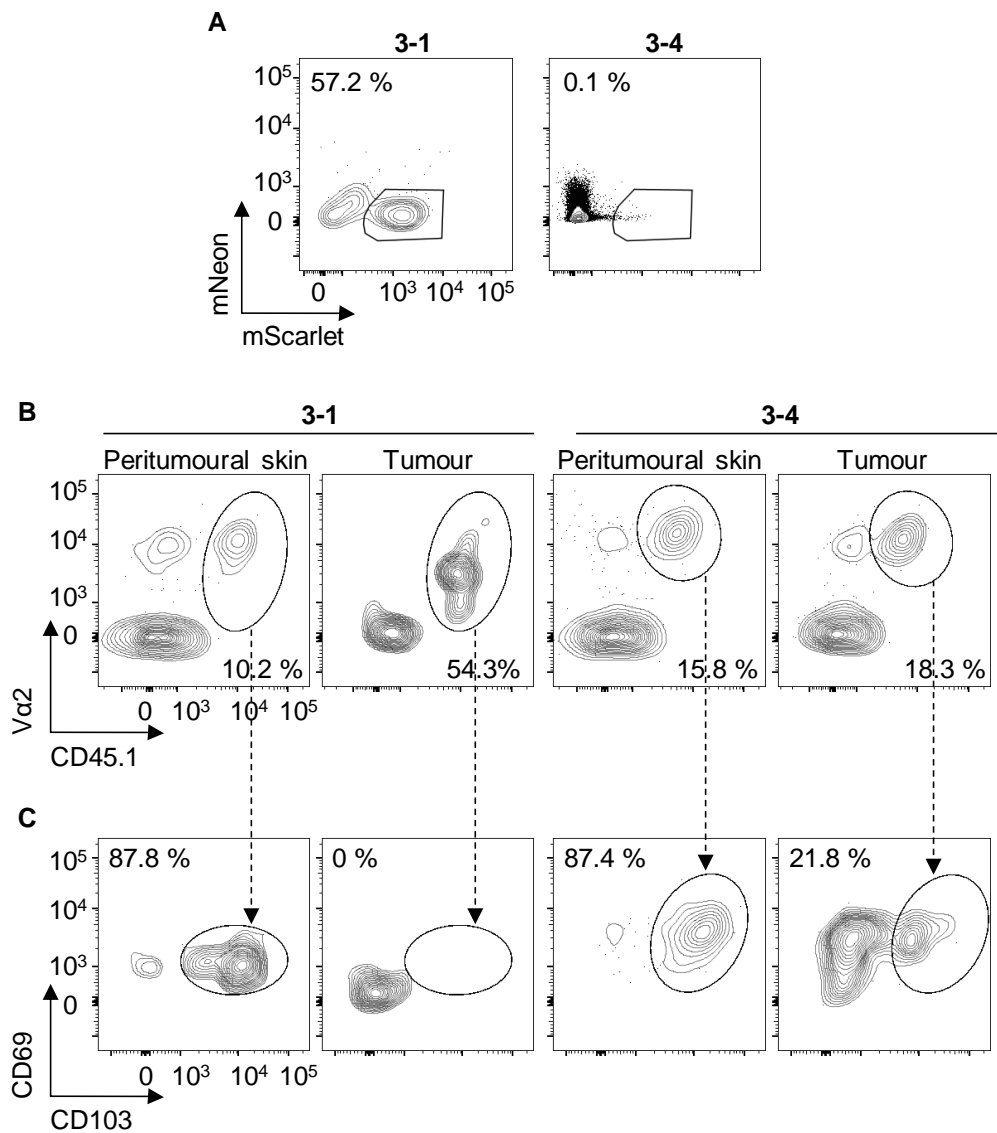 A
3-1 3-4
57.2 % 0.1 %
10⁵
10⁴
10³
0
mNeon
0 10³ 10⁴ 10⁵
mScarlet
B
3-1 3-4
Peritumoural skin Tumour Peritumoural skin Tumour
10⁵
10⁴
10³
0
10.2 % 54.3% 15.8 % 18.3 %
Vα2
0 10³ 10⁴ 10⁵
CD45.1
C
87.8 % 0 % 87.4 % 21.8 %
10⁵
10⁴
10³
0
CD69
0 10³ 10⁴ 10⁵
CD103